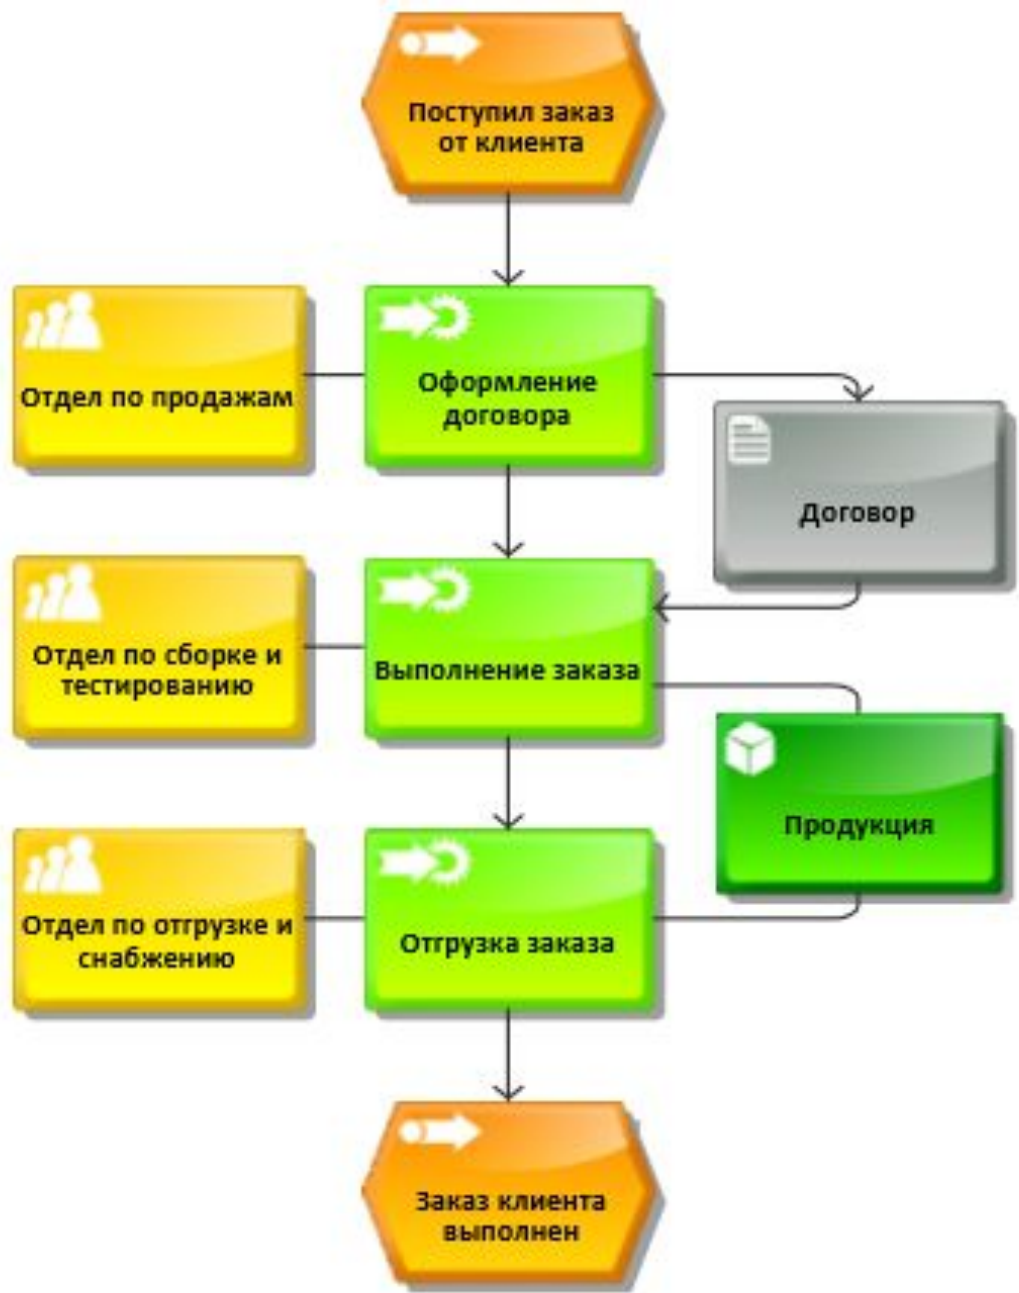 Поступил заказ
от клиента
Отдел по продажам
Оформление
договора
Договор
Отдел по сборке и
тестированию
Выполнение заказа
Продукция
Отдел по отгрузке и
снабжению
Отгрузка заказа
Заказ клиента
выполнен